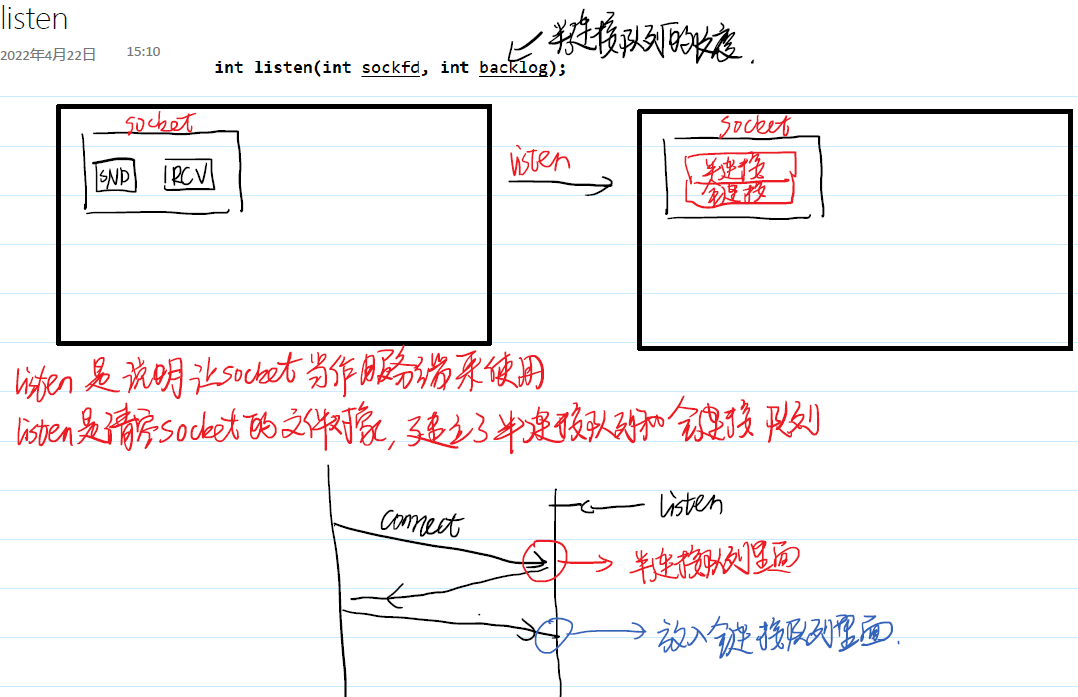 listen
2022年4月22日 15:10
半连接队列的长度.
int listen(int sockfd, int backlog);
socket
SND RCV
listen
socket
半连接
全连接
listen 是说明让socket当作服务端来使用
listen是清空socket的文件对象,建立了半连接队列和全连接队列
connect
listen
半连接队列里面
放入全连接队列里面.